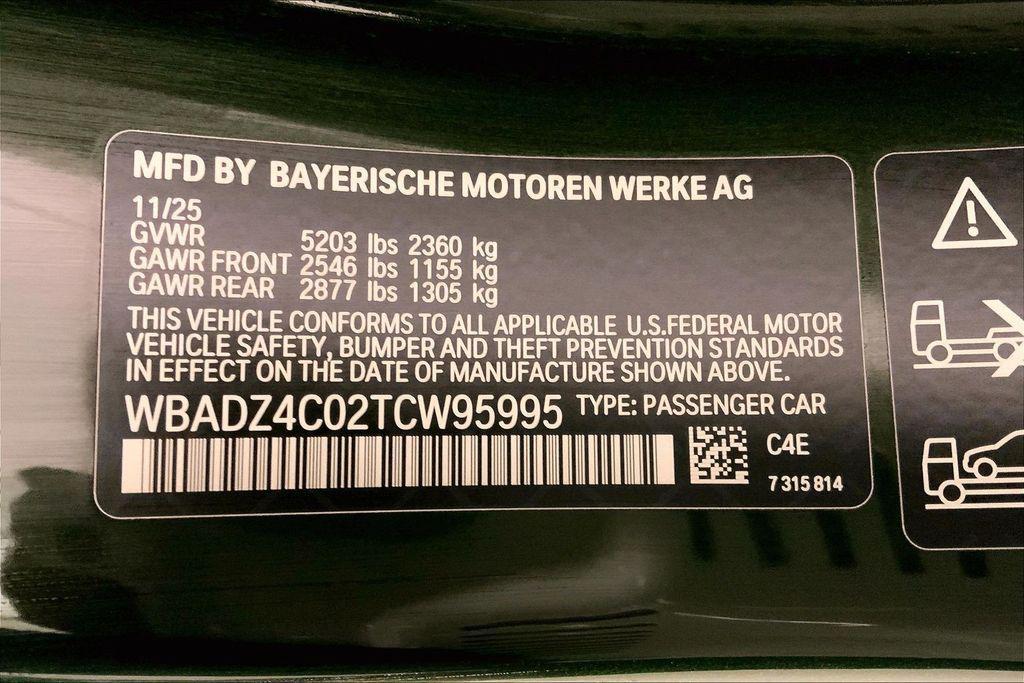 MFD BY BAYERISCHE MOTOREN WERKE AG
11/25
GVWR 5203 lbs 2360 kg
GAWR FRONT 2546 lbs 1155 kg
GAWR REAR 2877 lbs 1305 kg
THIS VEHICLE CONFORMS TO ALL APPLICABLE U.S.FEDERAL MOTOR
VEHICLE SAFETY, BUMPER AND THEFT PREVENTION STANDARDS
IN EFFECT ON THE DATE OF MANUFACTURE SHOWN ABOVE.
WBADZ4C02TCW95995 TYPE: PASSENGER CAR
C4E
7 315 814